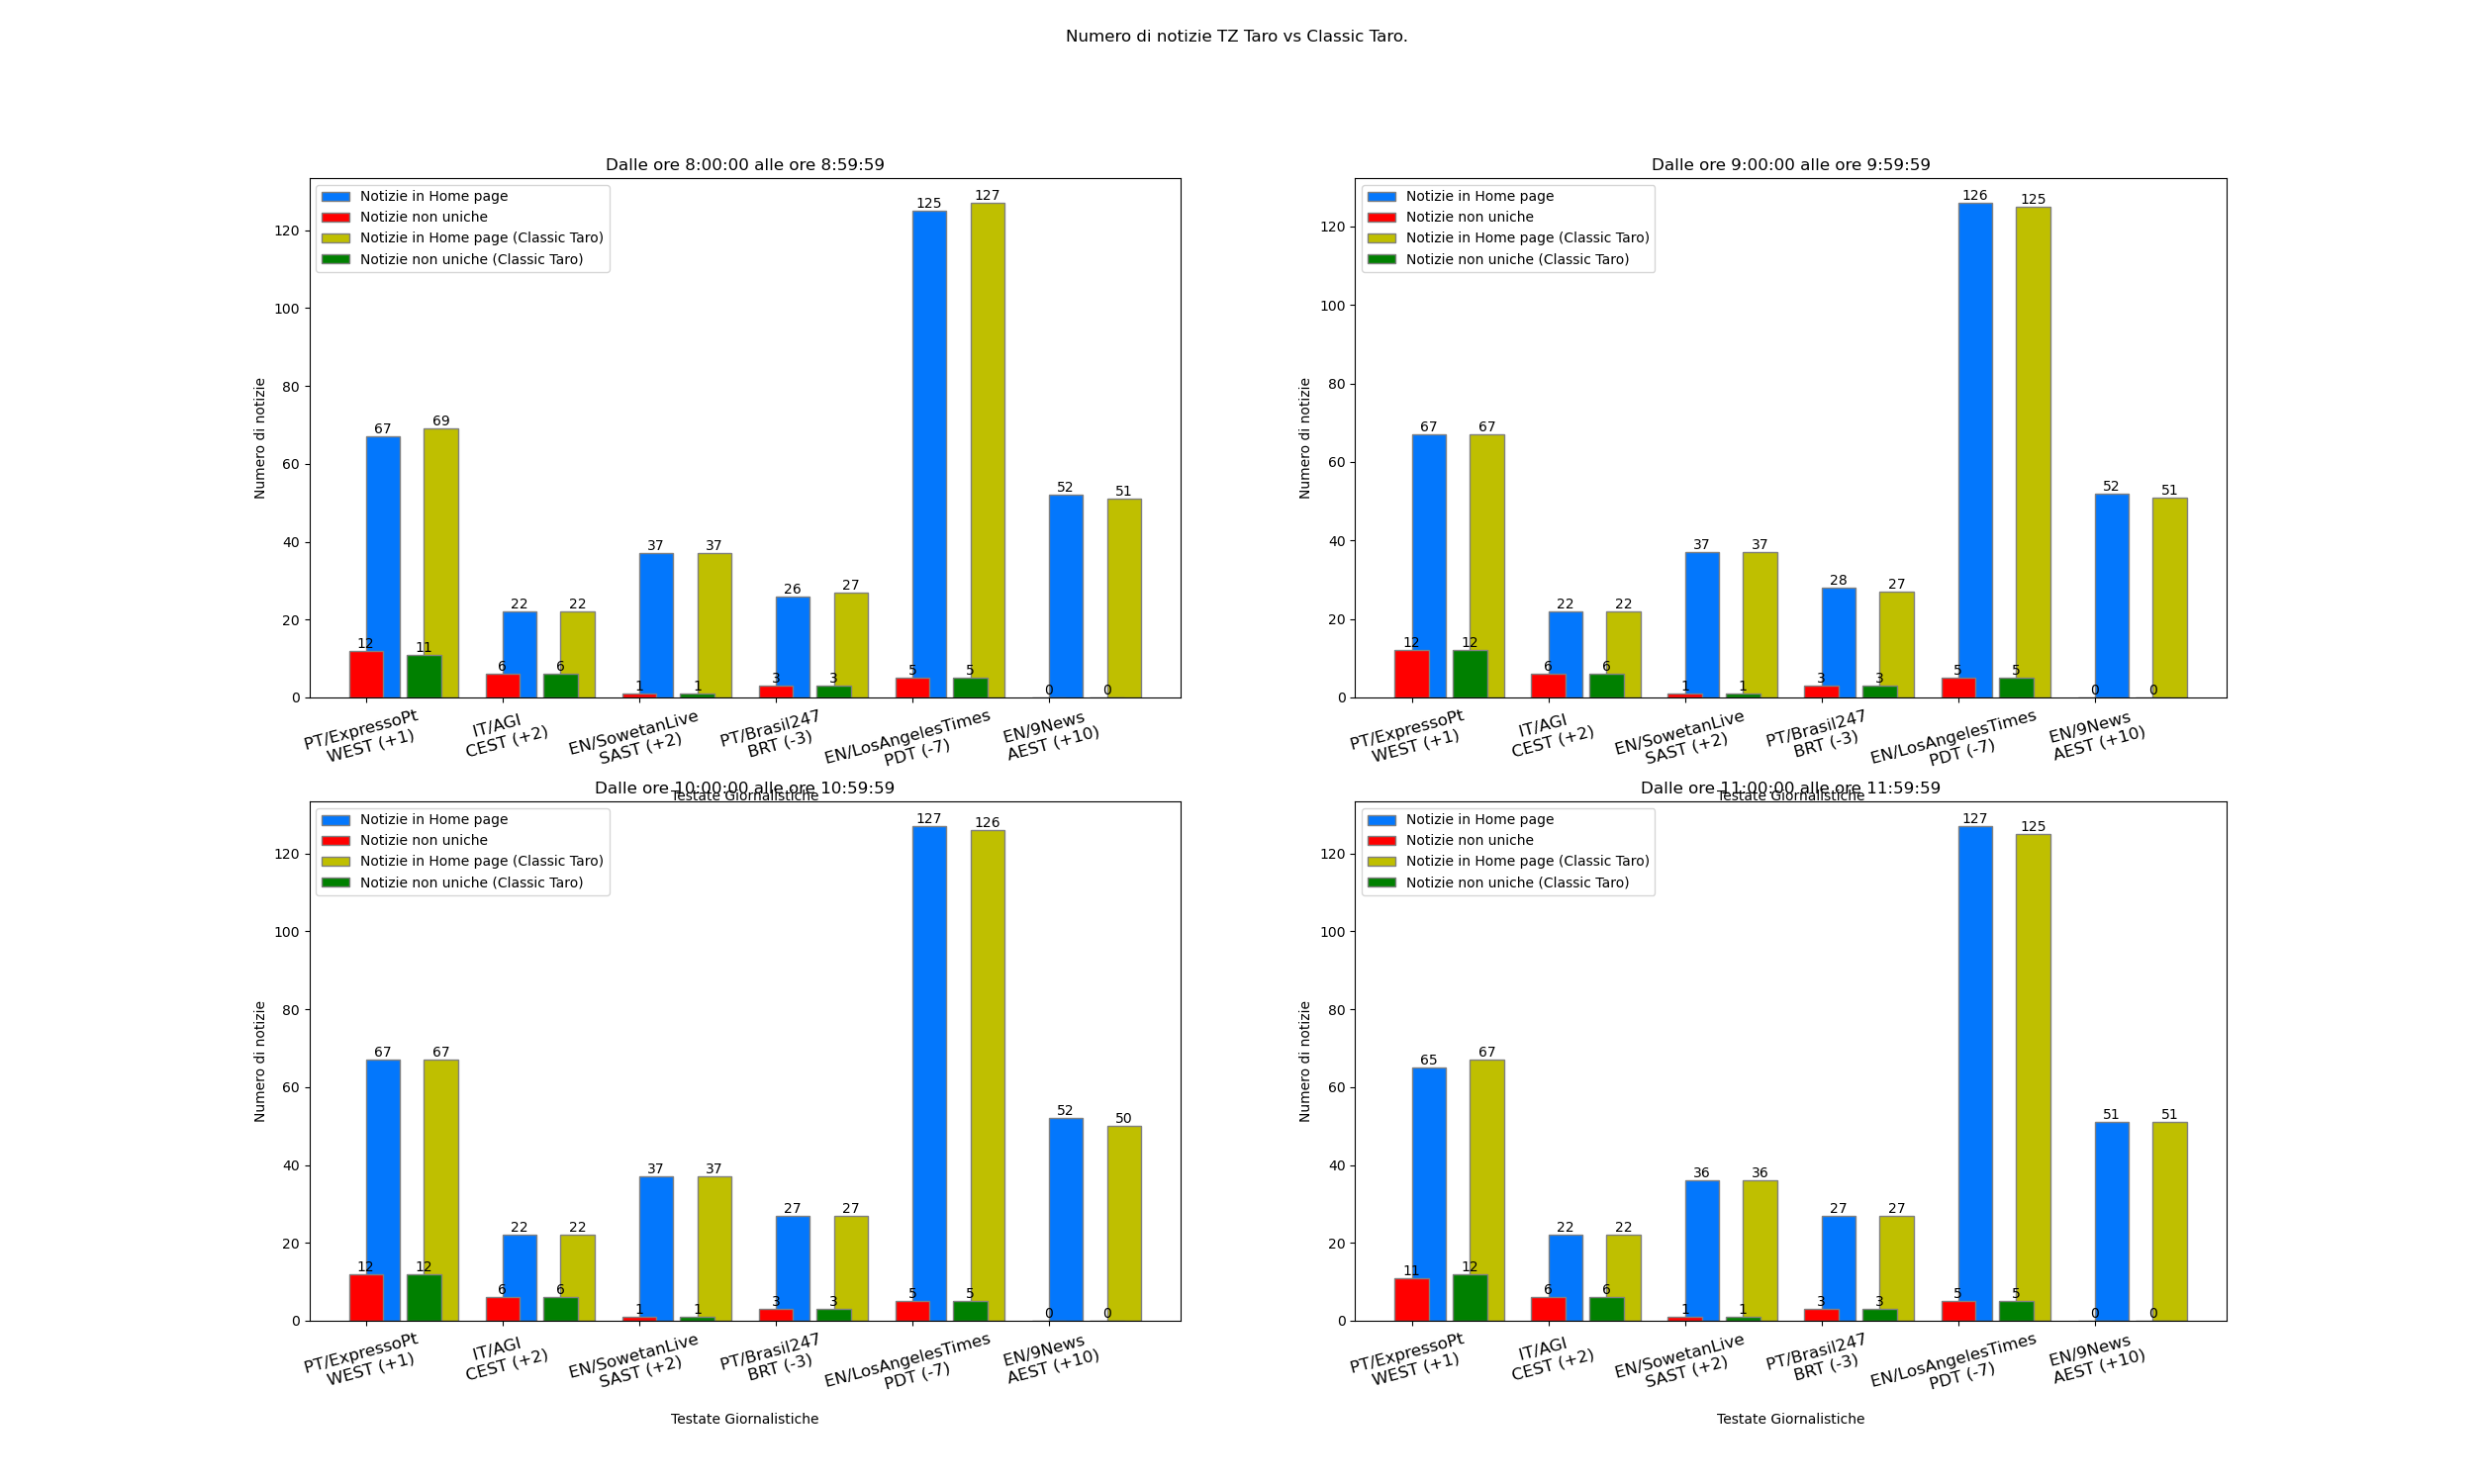 Numero di notizie TZ Taro vs Classic Taro.
Dalle ore 8:00:00 alle ore 8:59:59
Notizie in Home page
Notizie non uniche
Notizie in Home page (Classic Taro)
Notizie non uniche (Classic Taro)
Numero di notizie
120
100
80
60
40
20
0
67
69
12
11
22
22
6
6
37
37
1
1
26
27
3
3
125
127
5
5
52
51
0
0
PT/ExpressoPt
WEST (+1)
IT/AGI
CEST (+2)
EN/SowetanLive
SAST (+2)
PT/Brasil247
BRT (-3)
EN/LosAngelesTimes
PDT (-7)
EN/9News
AEST (+10)
Testate Giornalistiche
Dalle ore 9:00:00 alle ore 9:59:59
Notizie in Home page
Notizie non uniche
Notizie in Home page (Classic Taro)
Notizie non uniche (Classic Taro)
Numero di notizie
120
100
80
60
40
20
0
67
67
12
12
22
22
6
6
37
37
1
1
28
27
3
3
126
125
5
5
52
51
0
0
PT/ExpressoPt
WEST (+1)
IT/AGI
CEST (+2)
EN/SowetanLive
SAST (+2)
PT/Brasil247
BRT (-3)
EN/LosAngelesTimes
PDT (-7)
EN/9News
AEST (+10)
Testate Giornalistiche
Dalle ore 10:00:00 alle ore 10:59:59
Notizie in Home page
Notizie non uniche
Notizie in Home page (Classic Taro)
Notizie non uniche (Classic Taro)
Numero di notizie
120
100
80
60
40
20
0
67
67
12
12
22
22
6
6
37
37
1
1
27
27
3
3
127
126
5
5
52
50
0
0
PT/ExpressoPt
WEST (+1)
IT/AGI
CEST (+2)
EN/SowetanLive
SAST (+2)
PT/Brasil247
BRT (-3)
EN/LosAngelesTimes
PDT (-7)
EN/9News
AEST (+10)
Testate Giornalistiche
Dalle ore 11:00:00 alle ore 11:59:59
Notizie in Home page
Notizie non uniche
Notizie in Home page (Classic Taro)
Notizie non uniche (Classic Taro)
Numero di notizie
120
100
80
60
40
20
0
65
67
11
12
22
22
6
6
36
36
1
1
27
27
3
3
127
125
5
5
51
51
0
0
PT/ExpressoPt
WEST (+1)
IT/AGI
CEST (+2)
EN/SowetanLive
SAST (+2)
PT/Brasil247
BRT (-3)
EN/LosAngelesTimes
PDT (-7)
EN/9News
AEST (+10)
Testate Giornalistiche